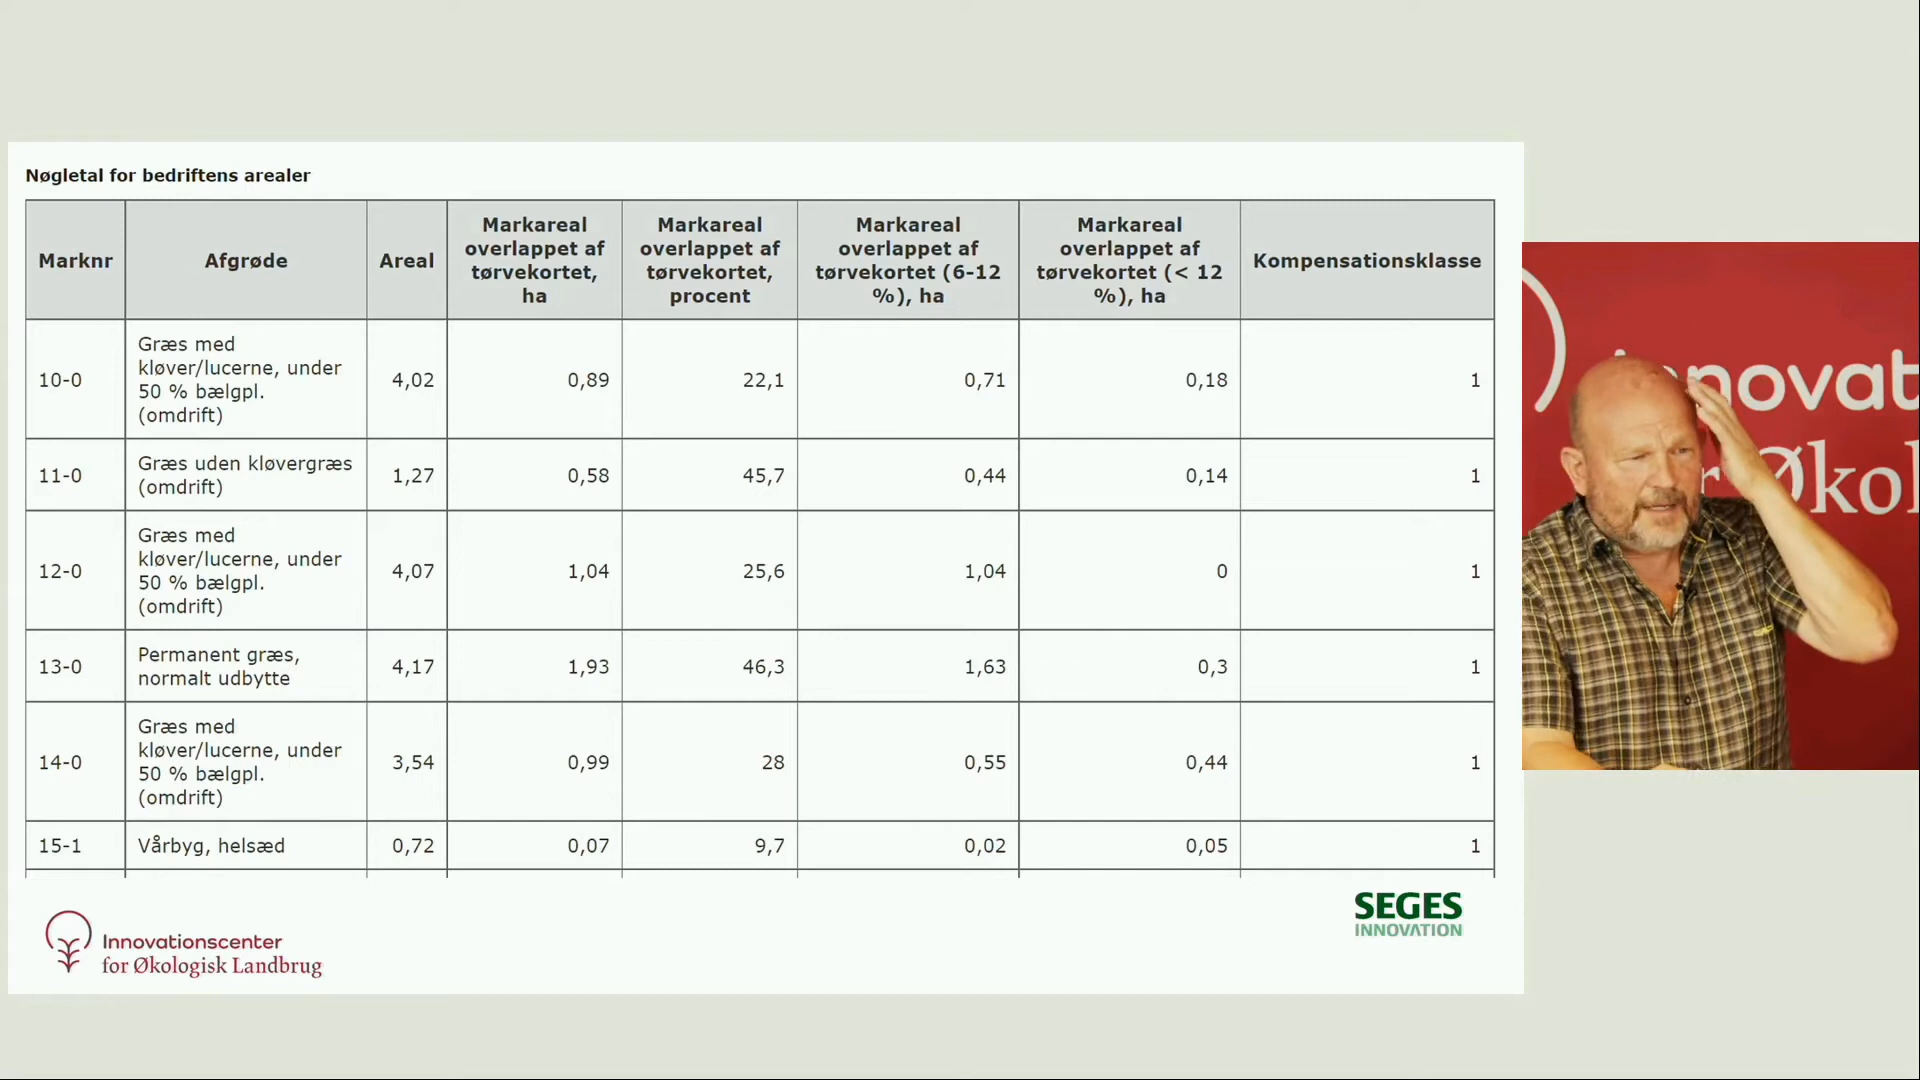 Nøgletal for bedriftens arealer
Marknr
Afgrøde
Areal
Markareal
overlappet af
tørvekortet,
ha
Markareal
overlappet af
tørvekortet,
procent
Markareal
overlappet af
tørvekortet (6-12
%), ha
Markareal
overlappet af
tørvekortet (< 12
%), ha
Kompensationsklasse
10-0
Græs med
kløver/lucerne, under
50 % bælgpl.
(omdrift)
4,02
0,89
22,1
0,71
0,18
1
11-0
Græs uden kløvergræs
(omdrift)
1,27
0,58
45,7
0,44
0,14
1
12-0
Græs med
kløver/lucerne, under
50 % bælgpl.
(omdrift)
4,07
1,04
25,6
1,04
0
1
13-0
Permanent græs,
normalt udbytte
4,17
1,93
46,3
1,63
0,3
1
14-0
Græs med
kløver/lucerne, under
50 % bælgpl.
(omdrift)
3,54
0,99
28
0,55
0,44
1
15-1
Vårbyg, helsæd
0,72
0,07
9,7
0,02
0,05
1
Innovationscenter
for Økologisk Landbrug
SEGES
INNOVATION
Innovat
r Økol